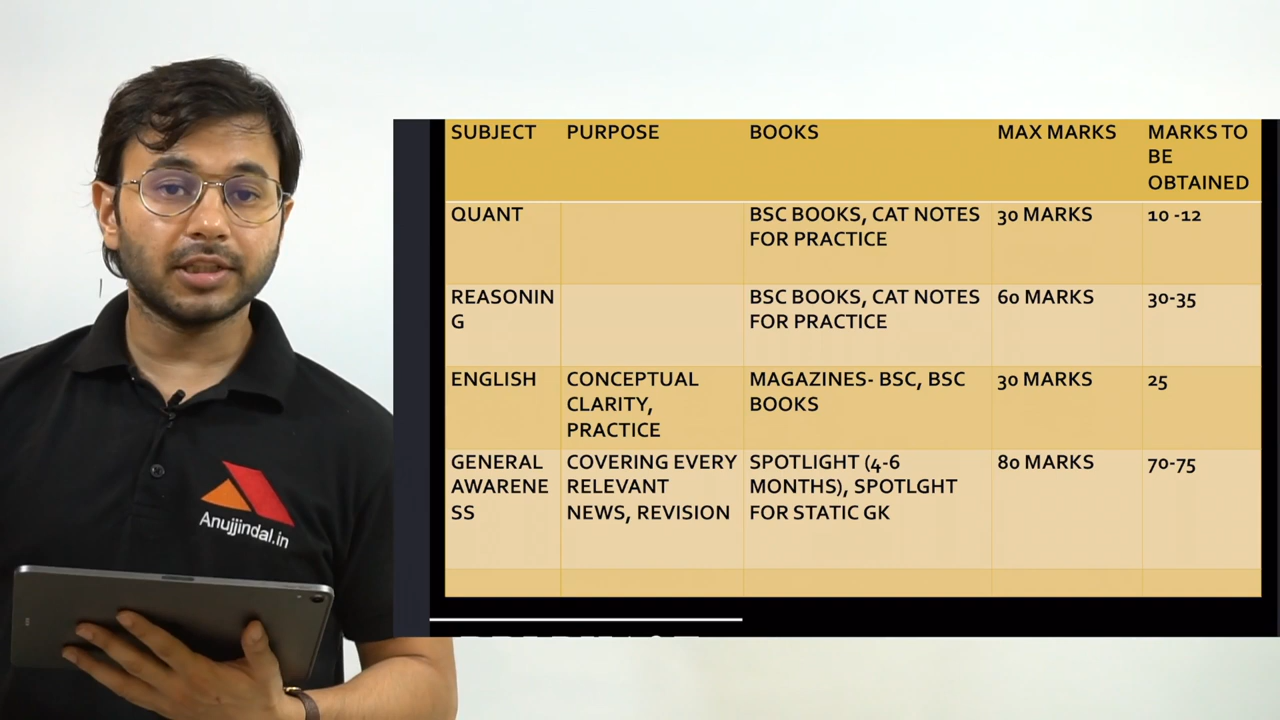 SUBJECT PURPOSE BOOKS MAX MARKS MARKS TO
BE
OBTAINED
QUANT BSC BOOKS, CAT NOTES 30 MARKS 10 -12
FOR PRACTICE
REASONIN BSC BOOKS, CAT NOTES 60 MARKS 30-35
G FOR PRACTICE
ENGLISH CONCEPTUAL MAGAZINES- BSC, BSC 30 MARKS 25
CLARITY, BOOKS
PRACTICE
GENERAL COVERING EVERY SPOTLIGHT (4-6 80 MARKS 70-75
AWARENE RELEVANT MONTHS), SPOTLGHT
SS NEWS, REVISION FOR STATIC GK
Anujjindal.in